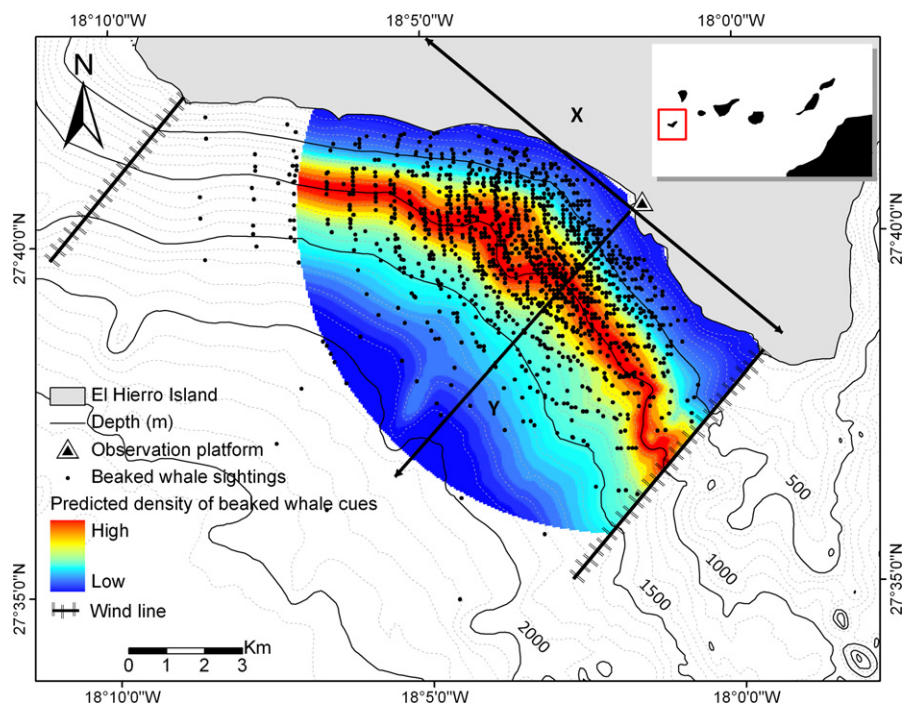 18°10'0"W 18°5'0"W 18°0'0"W
N
X
27°40'0"N
27°40'0"N
Y
El Hierro Island
Depth (m)
Observation platform
Beaked whale sightings
Predicted density of beaked whale cues
High
Low
Wind line
500
1000
1500
2000
27°35'0"N
27°35'0"N
Km
0 1 2 3
18°10'0"W 18°5'0"W 18°0'0"W